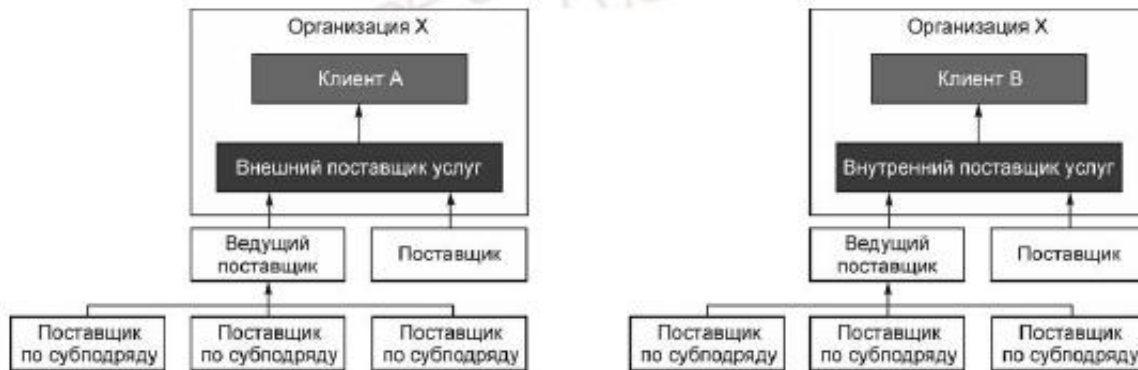 Организация X
Клиент A
Внешний поставщик услуг
Ведущий
поставщик
Поставщик
Поставщик
по субподряду
Поставщик
по субподряду
Поставщик
по субподряду
Организация X
Клиент B
Внутренний поставщик услуг
Ведущий
поставщик
Поставщик
Поставщик
по субподряду
Поставщик
по субподряду
Поставщик
по субподряду